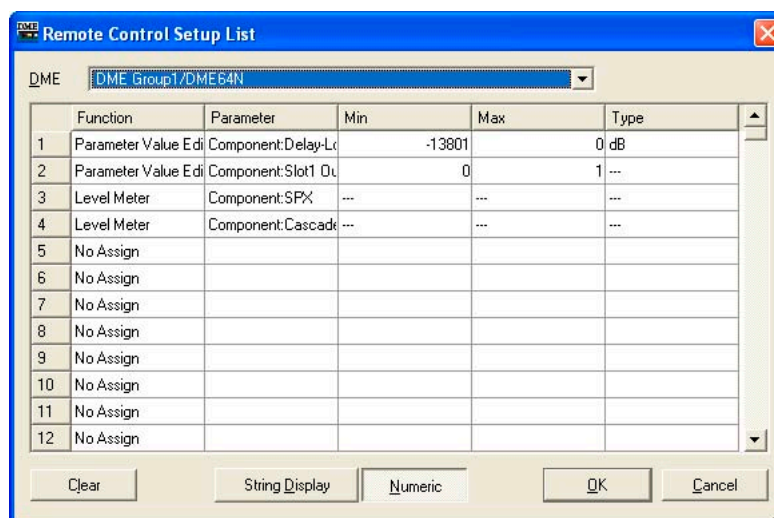 DME Remote Control Setup List
DME DME Group1/DME64N
Function Parameter Min Max Type
1 Parameter Value Edi Component:Delay-Lo -13801 0 dB
2 Parameter Value Edi Component:Slot1 Ou 0 1 ---
3 Level Meter Component:SPX --- --- ---
4 Level Meter Component:Cascade --- --- ---
5 No Assign
6 No Assign
7 No Assign
8 No Assign
9 No Assign
10 No Assign
11 No Assign
12 No Assign
Clear String Display Numeric OK Cancel